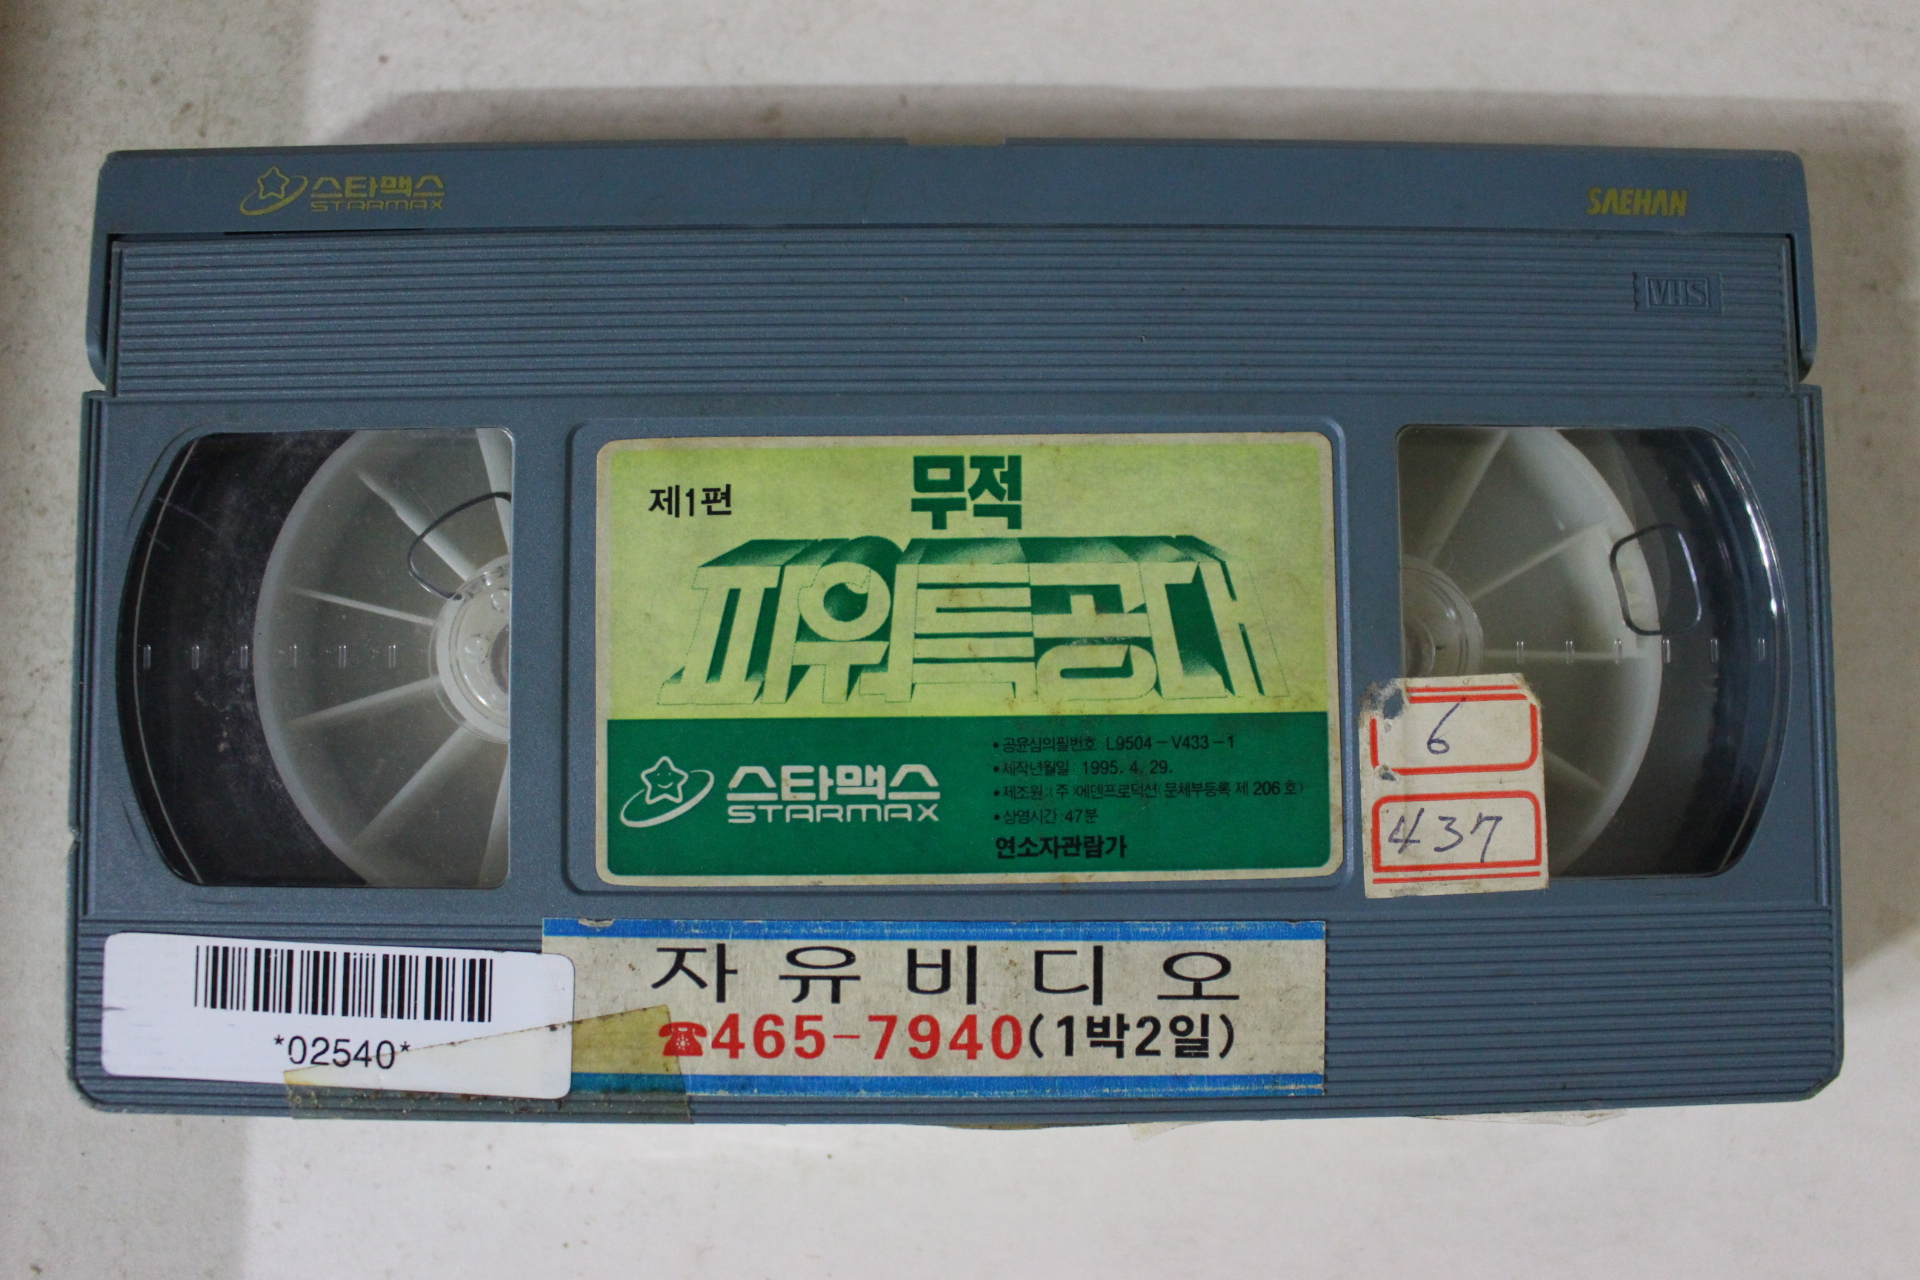 스타맥스
STARMAX
SAEHAN
VHS
제1편
무적
파워특공대
스타맥스
STARMAX
•공윤심의필번호: L9504-V433-1
•제작년월일 : 1995. 4. 29.
•제조원:(주)에덴프로덕션(문체부등록 제 206 호)
•상영시간:47분
연소자관람가
6
437
자유비디오
☎465-7940(1박2일)
*02540*